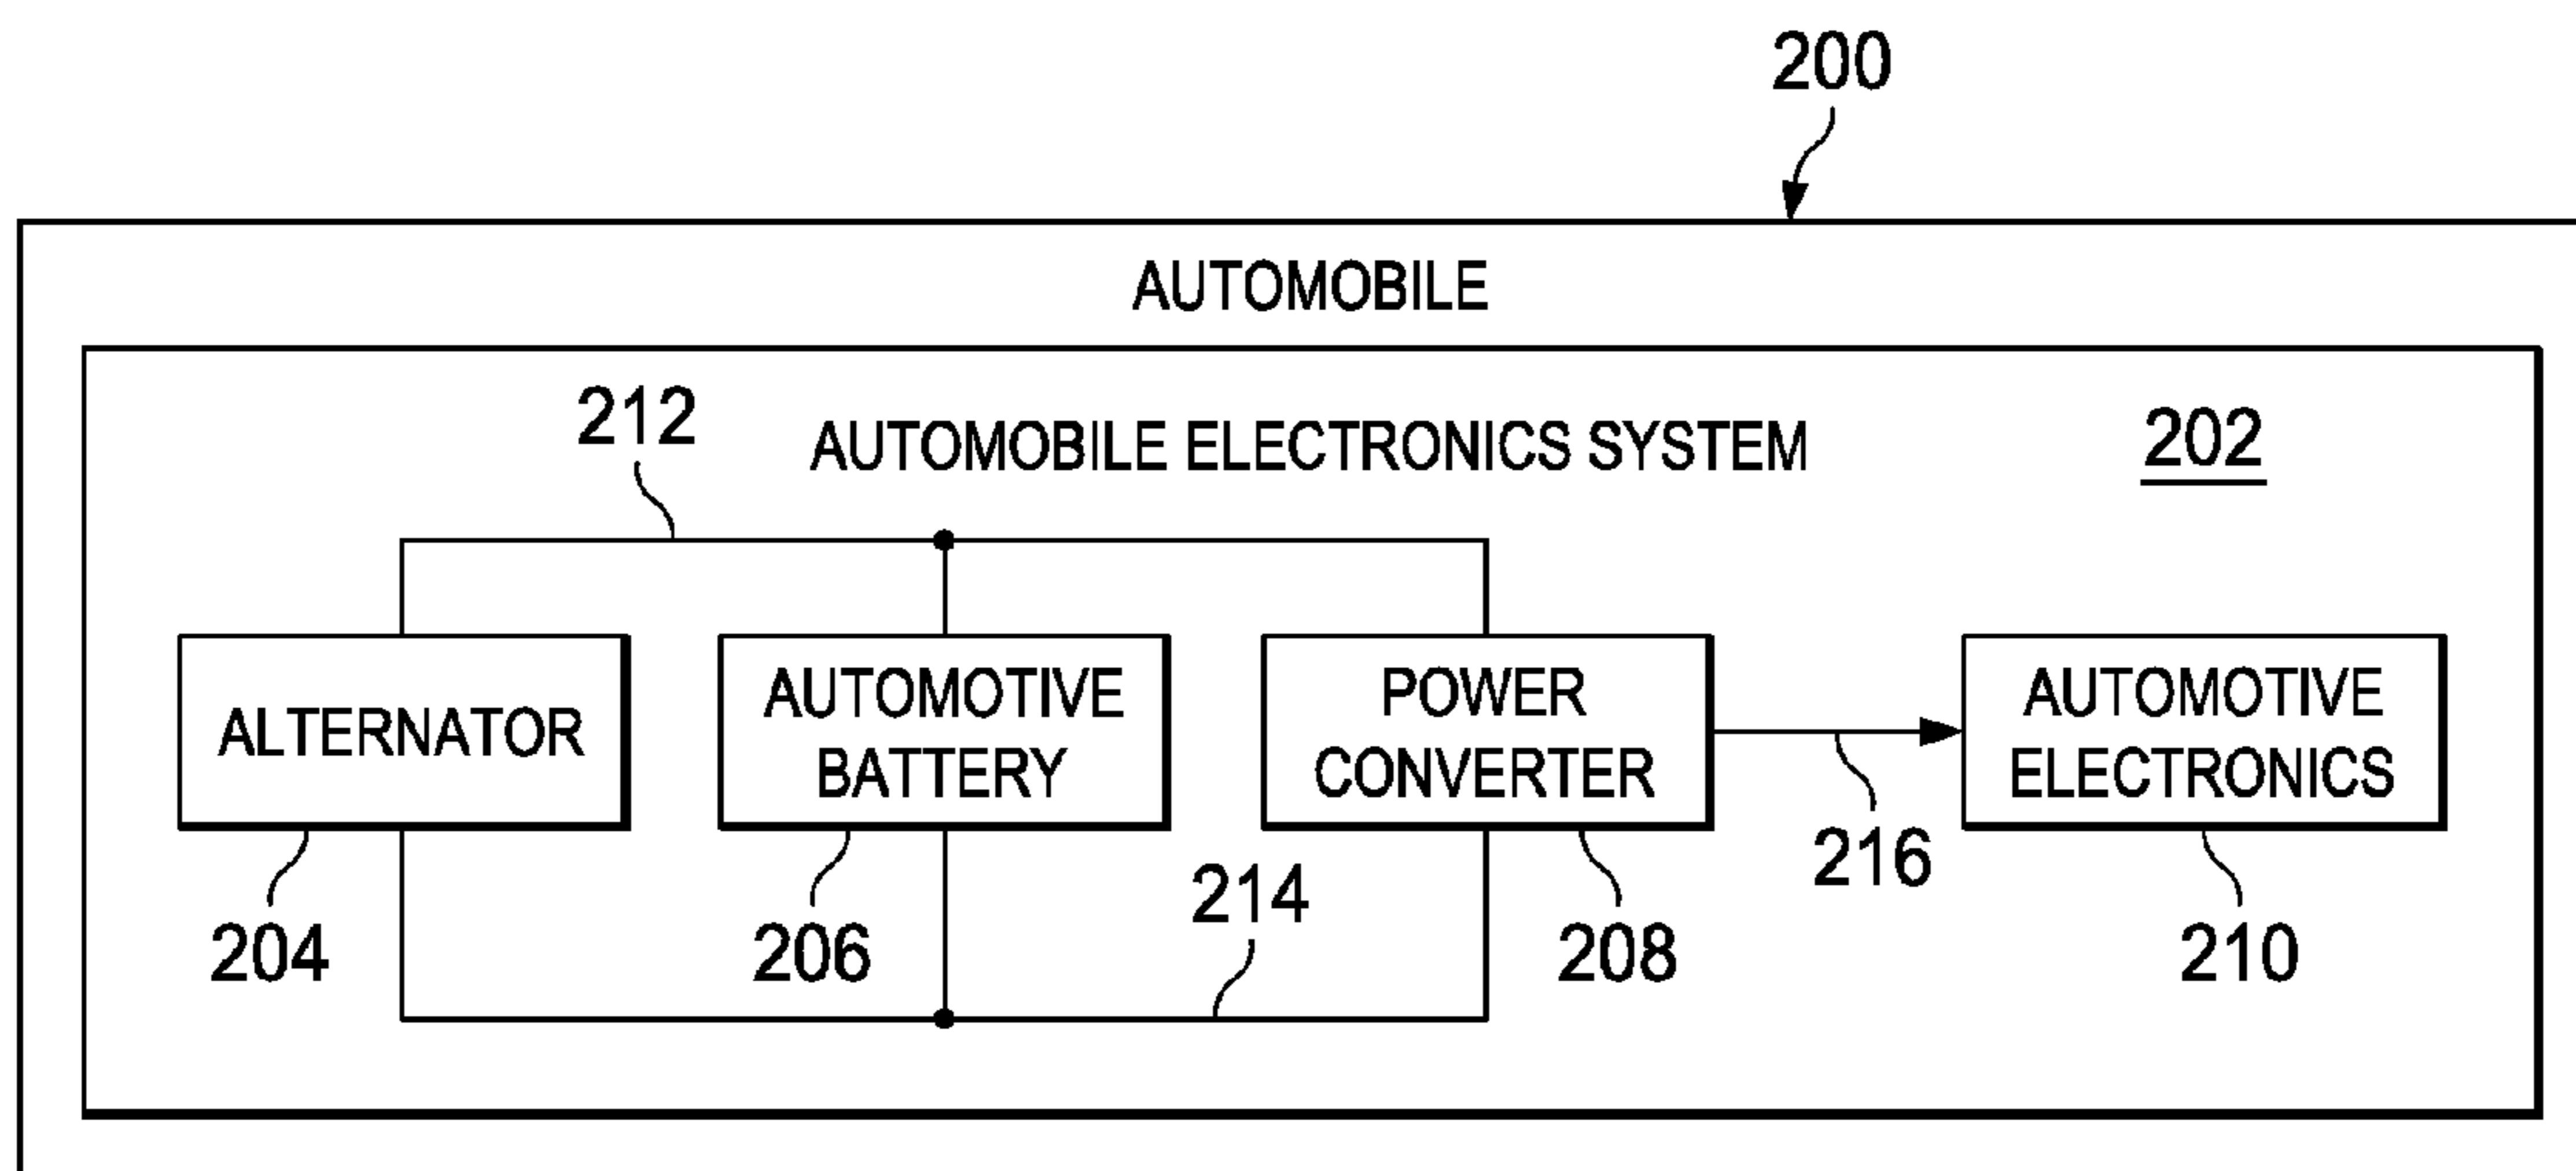 200
AUTOMOBILE
212
AUTOMOBILE ELECTRONICS SYSTEM
202
ALTERNATOR
AUTOMOTIVE
BATTERY
POWER
CONVERTER
AUTOMOTIVE
ELECTRONICS
204
206
214
208
216
210